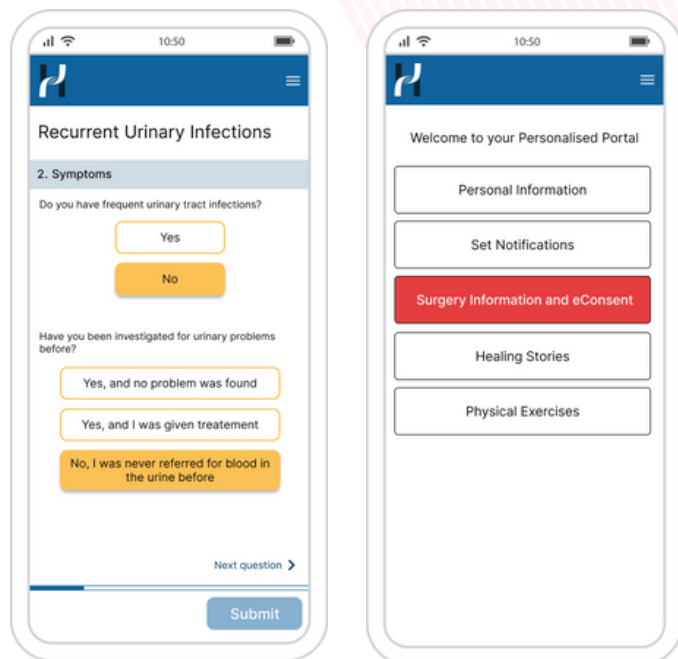 10:50
Recurrent Urinary Infections
2. Symptoms
Do you have frequent urinary tract infections?
Yes
No
Have you been investigated for urinary problems
before?
Yes, and no problem was found
Yes, and I was given treatement
No, I was never referred for blood in
the urine before
Next question
Submit
10:50
Welcome to your Personalised Portal
Personal Information
Set Notifications
Surgery Information and eConsent
Healing Stories
Physical Exercises